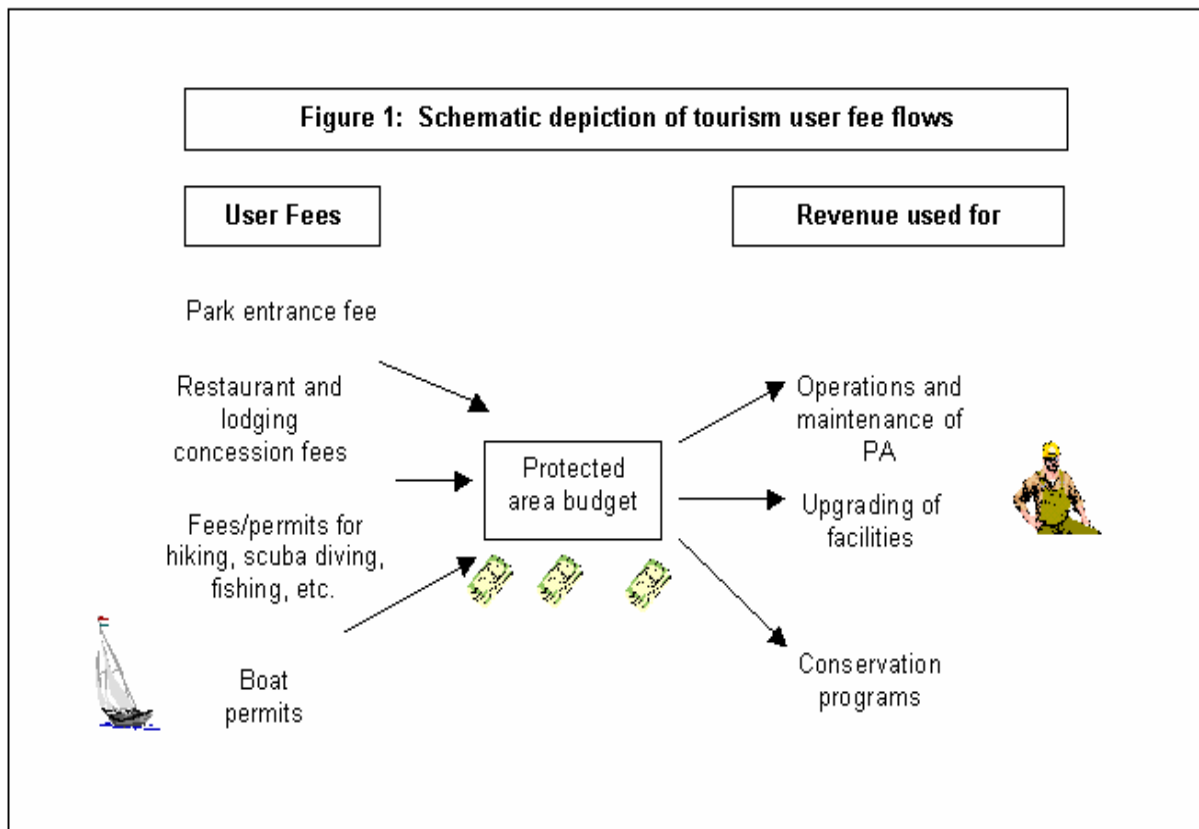 Figure 1: Schematic depiction of tourism user fee flows
User Fees
Revenue used for
Park entrance fee
Restaurant and
lodging
concession fees
Fees/permits for
hiking, scuba diving,
fishing, etc.
Boat
permits
Protected
area budget
Operations and
maintenance of
PA
Upgrading of
facilities
Conservation
programs